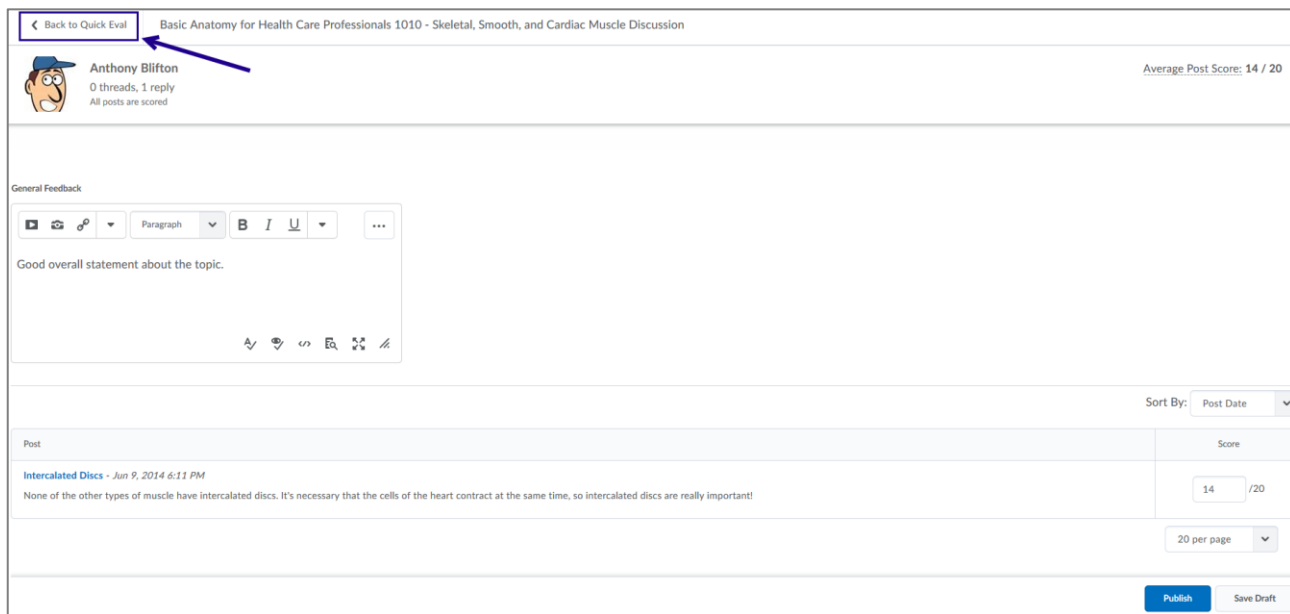 Back to Quick Eval
Basic Anatomy for Health Care Professionals 1010 - Skeletal, Smooth, and Cardiac Muscle Discussion
Anthony Blifton
0 threads, 1 reply
All posts are scored
Average Post Score: 14 / 20
General Feedback
Paragraph
B I U
Good overall statement about the topic.
Sort By: Post Date
Post
Score
Intercalated Discs - Jun 9, 2014 6:11 PM
None of the other types of muscle have intercalated discs. It's necessary that the cells of the heart contract at the same time, so intercalated discs are really important!
14 /20
20 per page
Publish
Save Draft